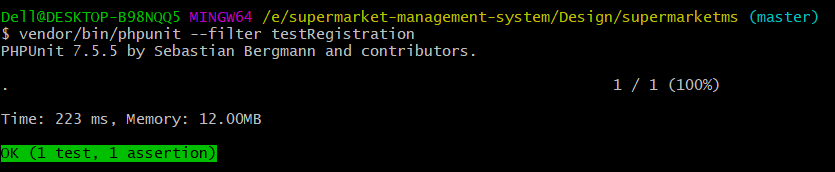 Dell@DESKTOP-B98NQQ5 MINGW64 /e/supermarket-management-system/Design/supermarketms (master)
$ vendor/bin/phpunit --filter testRegistration
PHPUnit 7.5.5 by Sebastian Bergmann and contributors.
. 1 / 1 (100%)
Time: 223 ms, Memory: 12.00MB
OK (1 test, 1 assertion)